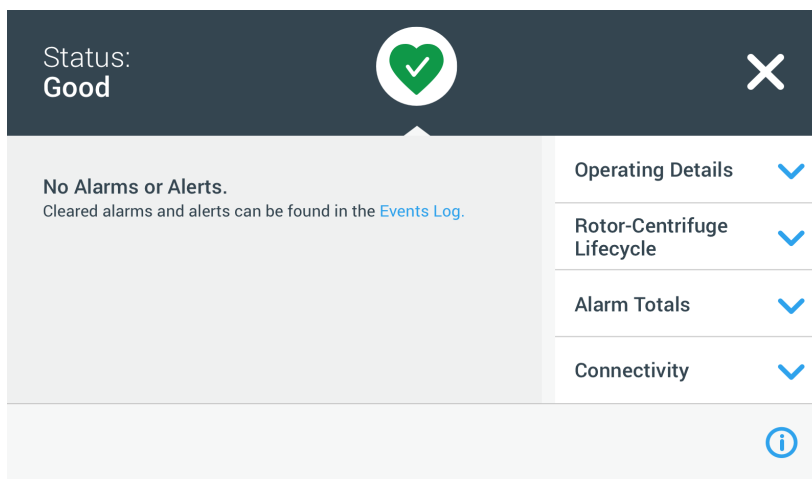 Status:
Good
No Alarms or Alerts.
Cleared alarms and alerts can be found in the Events Log.
Operating Details
Rotor-Centrifuge
Lifecycle
Alarm Totals
Connectivity